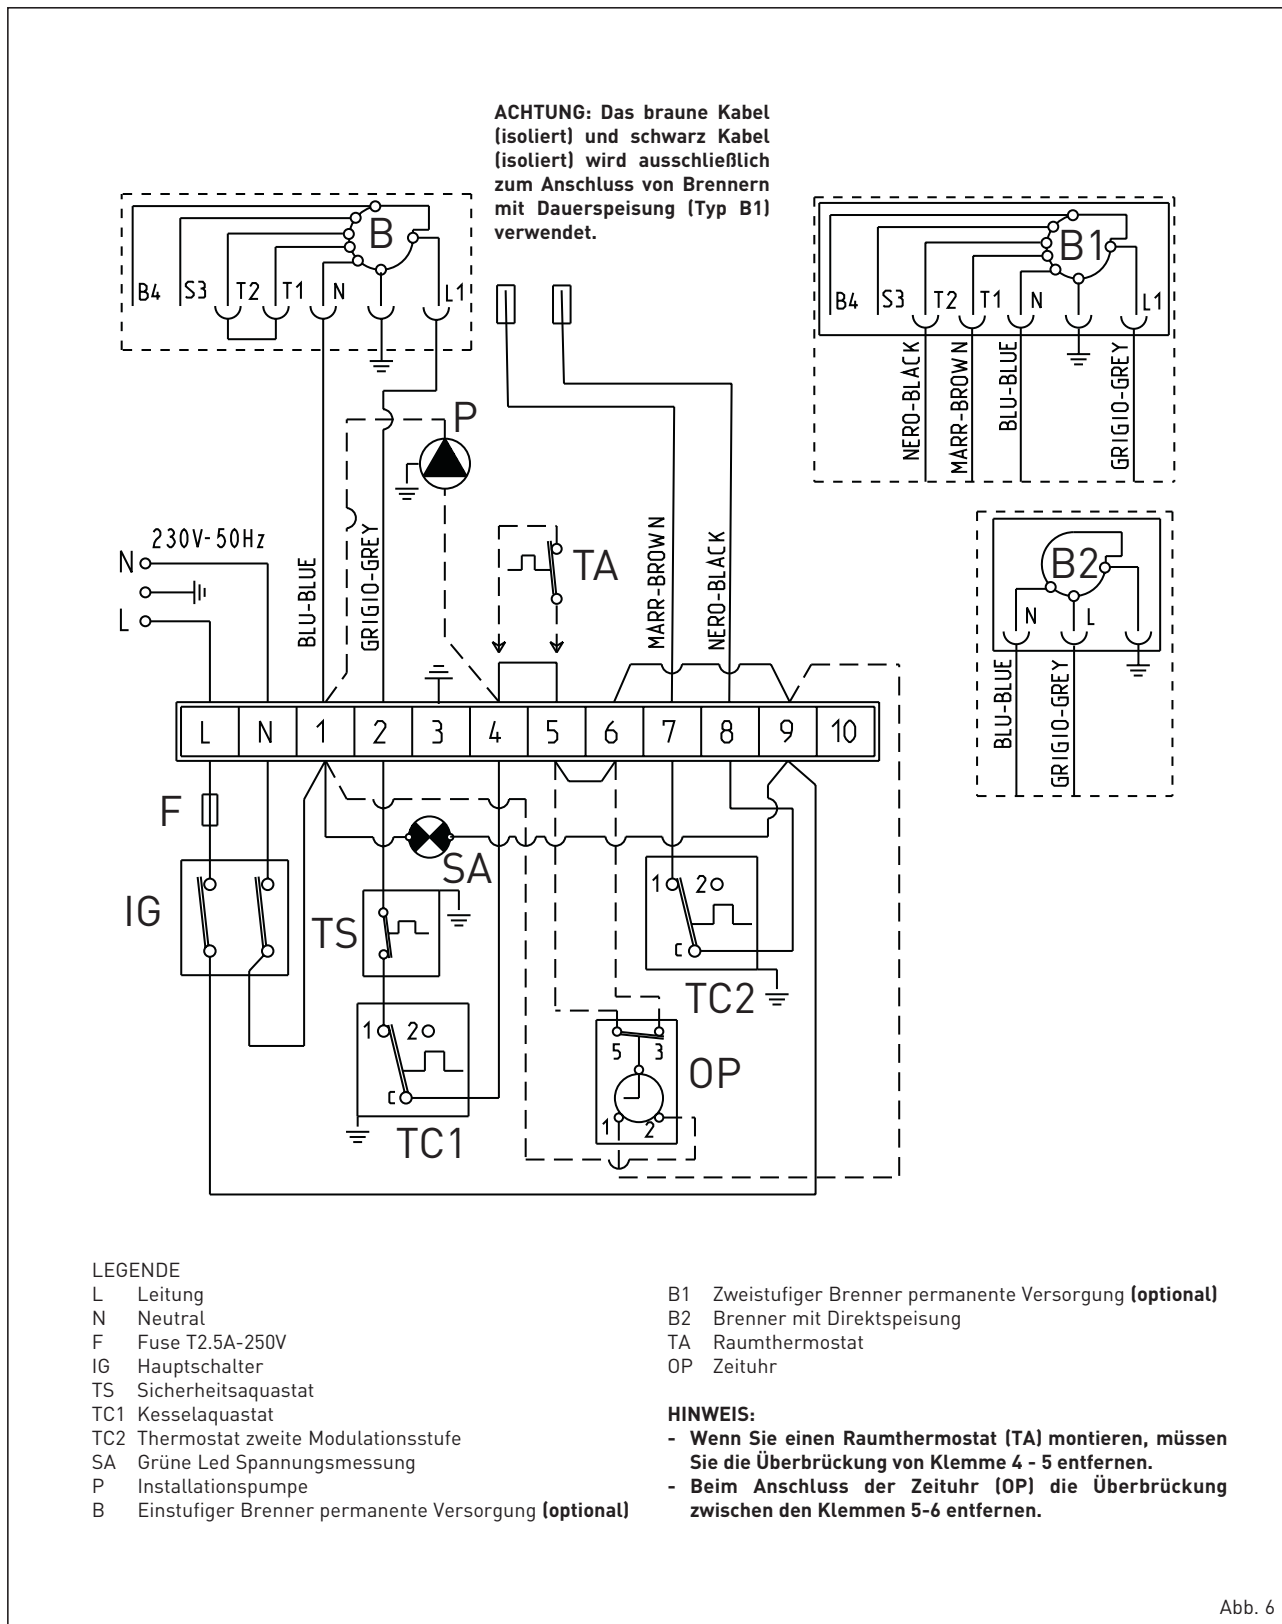 ACHTUNG: Das braune Kabel
(isoliert) und schwarz Kabel
(isoliert) wird ausschließlich
zum Anschluss von Brennern
mit Dauerspeisung (Typ B1)
verwendet.
B
B4 S3 T2 T1 N L1
B1
B4 S3 T2 T1 N L1
NERO-BLACK
MARR-BROWN
BLU-BLUE
GRIGIO-GREY
P
B2
N L
BLU-BLUE
GRIGIO-GREY
230V-50Hz
N
L
BLU-BLUE
GRIGIO-GREY
TA
MARR-BROWN
NERO-BLACK
L N 1 2 3 4 5 6 7 8 9 10
F
SA
IG
TS
1 2
C
TC2
1 2
C
TC1
5 3
OP
1 2
LEGENDE
L Leitung
N Neutral
F Fuse T2.5A-250V
IG Hauptschalter
TS Sicherheitsaquastat
TC1 Kesselaquastat
TC2 Thermostat zweite Modulationsstufe
SA Grüne Led Spannungsmessung
P Installationspumpe
B Einstufiger Brenner permanente Versorgung (optional)
B1 Zweistufiger Brenner permanente Versorgung (optional)
B2 Brenner mit Direktspeisung
TA Raumthermostat
OP Zeituhr
HINWEIS:
- Wenn Sie einen Raumthermostat (TA) montieren, müssen
Sie die Überbrückung von Klemme 4 - 5 entfernen.
- Beim Anschluss der Zeituhr (OP) die Überbrückung
zwischen den Klemmen 5-6 entfernen.
Abb. 6